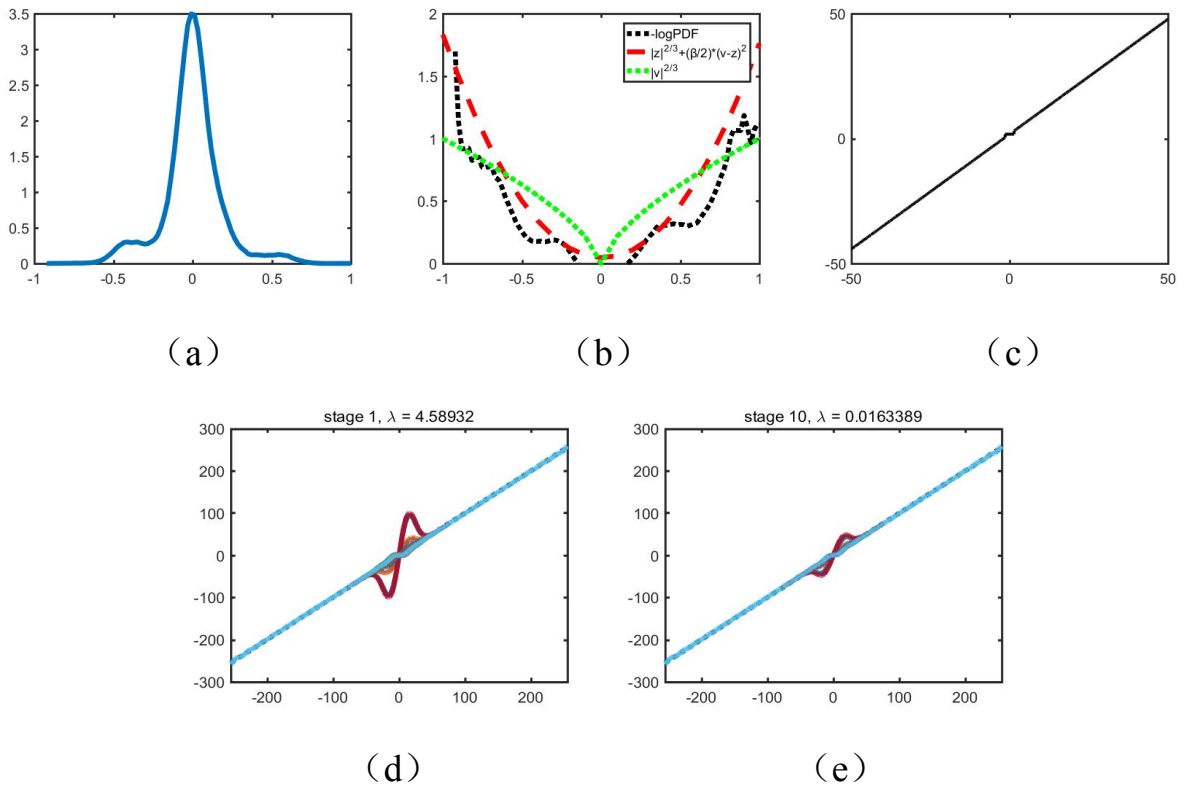 3.5
3
2.5
2
1.5
1
0.5
0
-1 -0.5 0 0.5 1
(a)
2
1.5
1
0.5
0
-1 -0.5 0 0.5 1
-logPDF
|z|^{2/3}+(β/2)*(v-z)^2
|v|^{2/3}
(b)
50
0
-50
-50 0 50
(c)
stage 1, λ = 4.58932
300
200
100
0
-100
-200
-300
-200 -100 0 100 200
(d)
stage 10, λ = 0.0163389
300
200
100
0
-100
-200
-300
-200 -100 0 100 200
(e)